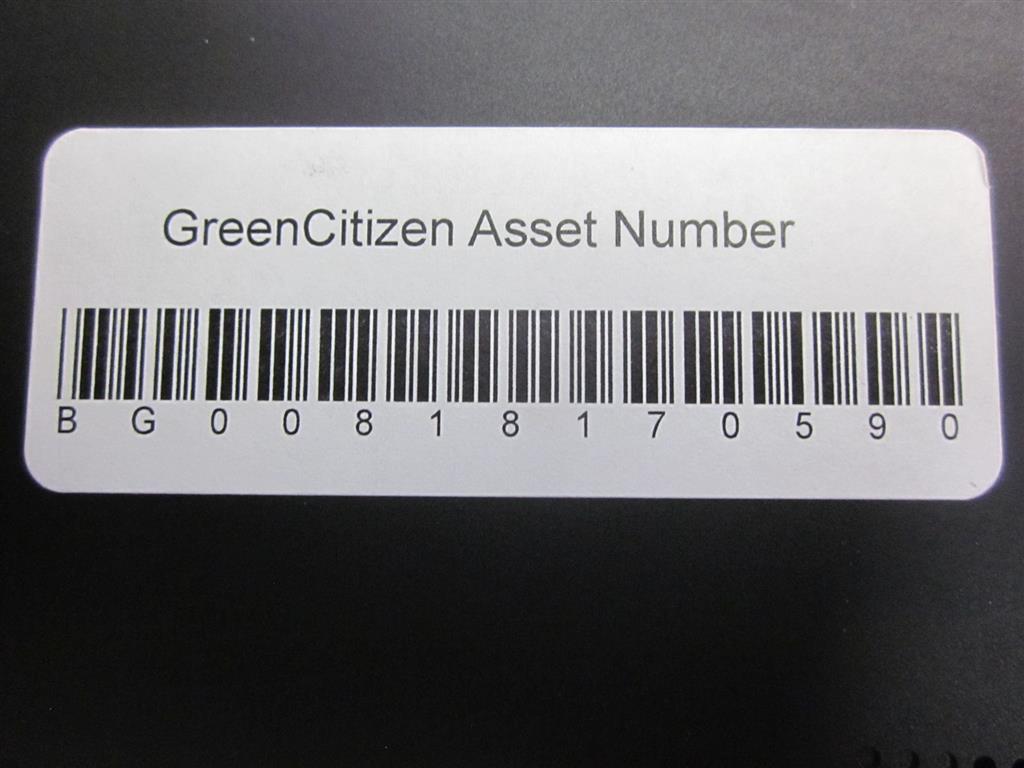 GreenCitizen Asset Number
B G 0 0 8 1 8 1 7 0 5 9 0